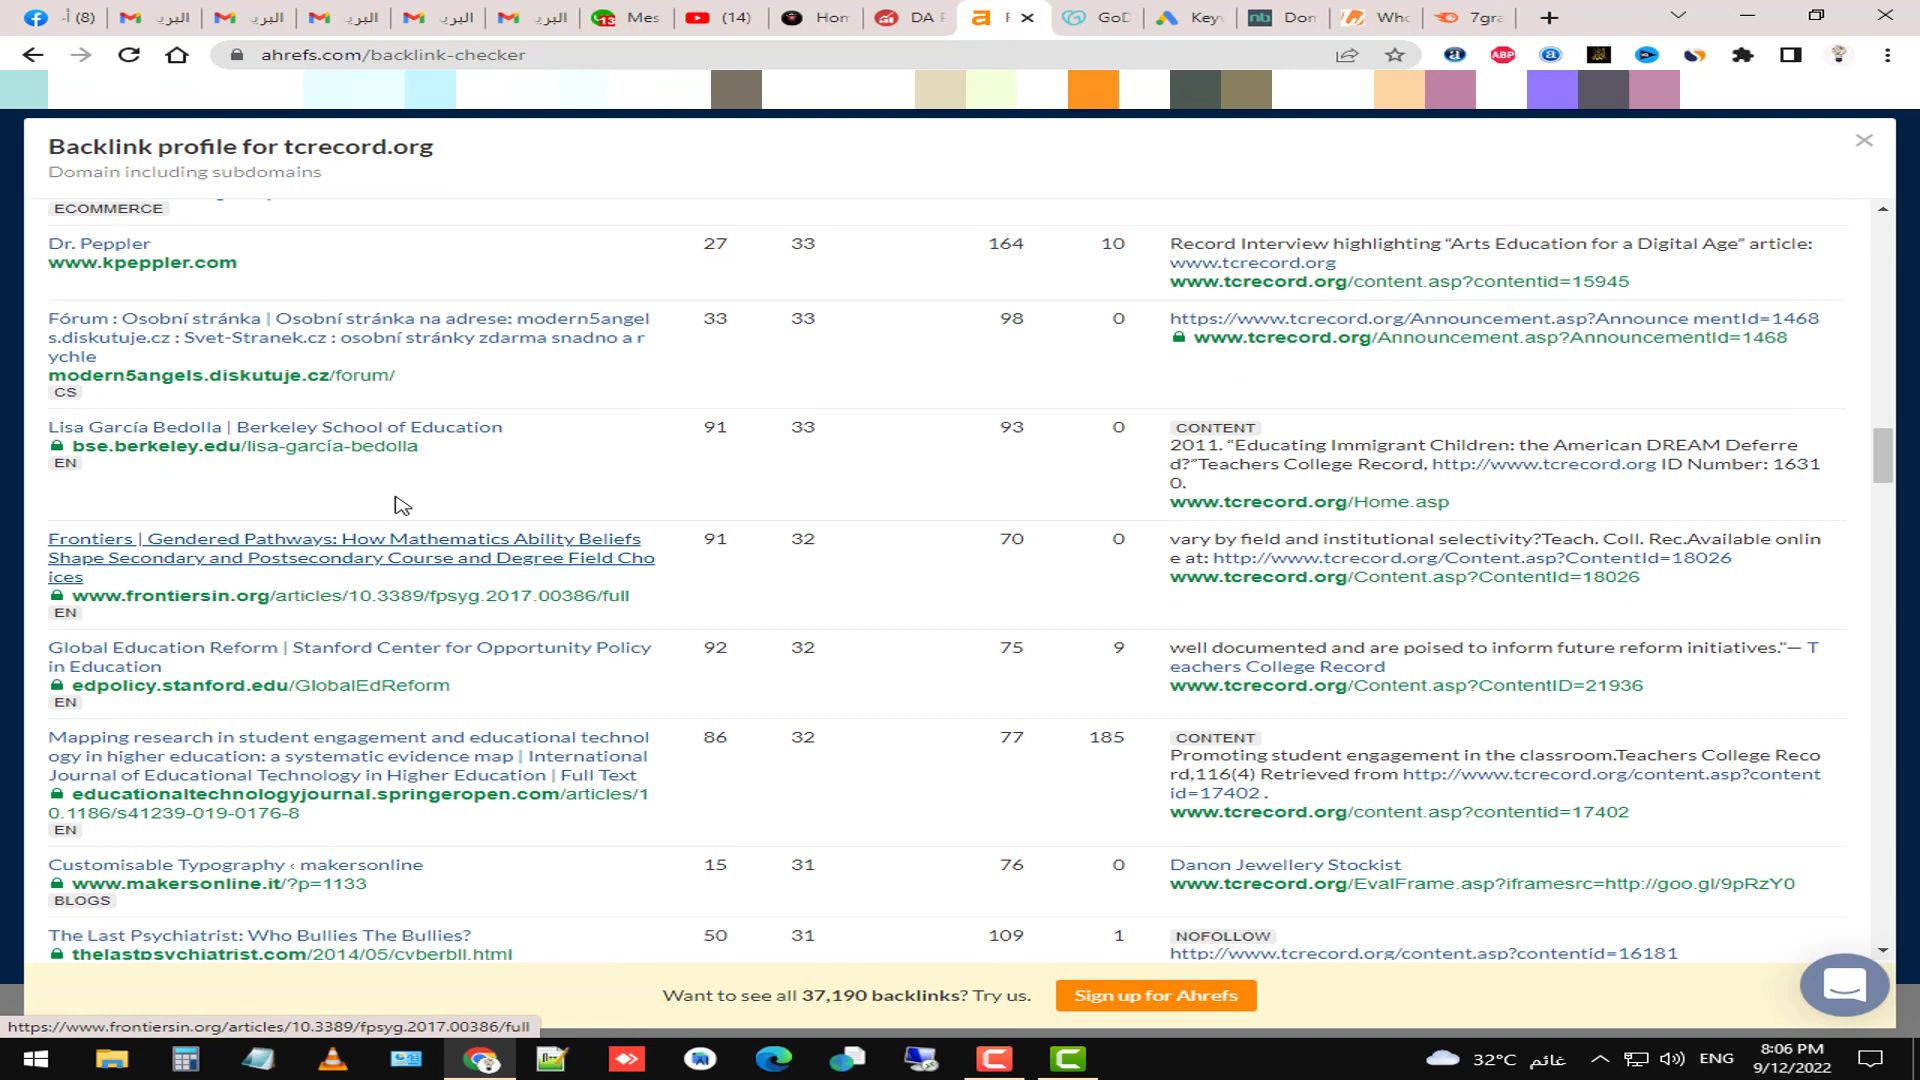 (8) أ-
البريـ
البريـ
البريـ
البريـ
البريـ
13 Mes
(14)
Hon
DA
GoD
Key
nb Don
Who
7gra
ahrefs.com/backlink-checker
ABP
Backlink profile for tcrecord.org
Domain including subdomains
ECOMMERCE
Dr. Peppler 27 33 164 10 Record Interview highlighting “Arts Education for a Digital Age” article:
www.kpeppler.com www.tcrecord.org
www.tcrecord.org/content.asp?contentid=15945
Fórum : Osobní stránka | Osobní stránka na adrese: modern5angel 33 33 98 0 https://www.tcrecord.org/Announcement.asp?Announce mentId=1468
s.diskutuje.cz : Svet-Stranek.cz : osobní stránky zdarma snadno a r www.tcrecord.org/Announcement.asp?AnnouncementId=1468
ychle
modern5angels.diskutuje.cz/forum/
CS
Lisa García Bedolla | Berkeley School of Education 91 33 93 0 CONTENT
bse.berkeley.edu/lisa-garcía-bedolla 2011. “Educating Immigrant Children: the American DREAM Deferre
EN d?”Teachers College Record, http://www.tcrecord.org ID Number: 1631
0.
www.tcrecord.org/Home.asp
Frontiers | Gendered Pathways: How Mathematics Ability Beliefs 91 32 70 0 vary by field and institutional selectivity?Teach. Coll. Rec.Available onlin
Shape Secondary and Postsecondary Course and Degree Field Cho e at: http://www.tcrecord.org/Content.asp?ContentId=18026
ices www.tcrecord.org/Content.asp?ContentId=18026
www.frontiersin.org/articles/10.3389/fpsyg.2017.00386/full
EN
Global Education Reform | Stanford Center for Opportunity Policy 92 32 75 9 well documented and are poised to inform future reform initiatives."— T
in Education eachers College Record
edpolicy.stanford.edu/GlobalEdReform www.tcrecord.org/Content.asp?ContentID=21936
EN
Mapping research in student engagement and educational technol 86 32 77 185 CONTENT
ogy in higher education: a systematic evidence map | International Promoting student engagement in the classroom.Teachers College Reco
Journal of Educational Technology in Higher Education | Full Text rd,116(4) Retrieved from http://www.tcrecord.org/content.asp?content
educationaltechnologyjournal.springeropen.com/articles/1 id=17402 .
0.1186/s41239-019-0176-8 www.tcrecord.org/content.asp?contentid=17402
EN
Customisable Typography ‹ makersonline 15 31 76 0 Danon Jewellery Stockist
www.makersonline.it/?p=1133 www.tcrecord.org/EvalFrame.asp?iframesrc=http://goo.gl/9pRzY0
BLOGS
The Last Psychiatrist: Who Bullies The Bullies? 50 31 109 1 NOFOLLOW
thelastpsychiatrist.com/2014/05/cyberbll.html http://www.tcrecord.org/content.asp?contentid=16181
Want to see all 37,190 backlinks? Try us. Sign up for Ahrefs
https://www.frontiersin.org/articles/10.3389/fpsyg.2017.00386/full
32°C غائم ENG 8:06 PM
9/12/2022